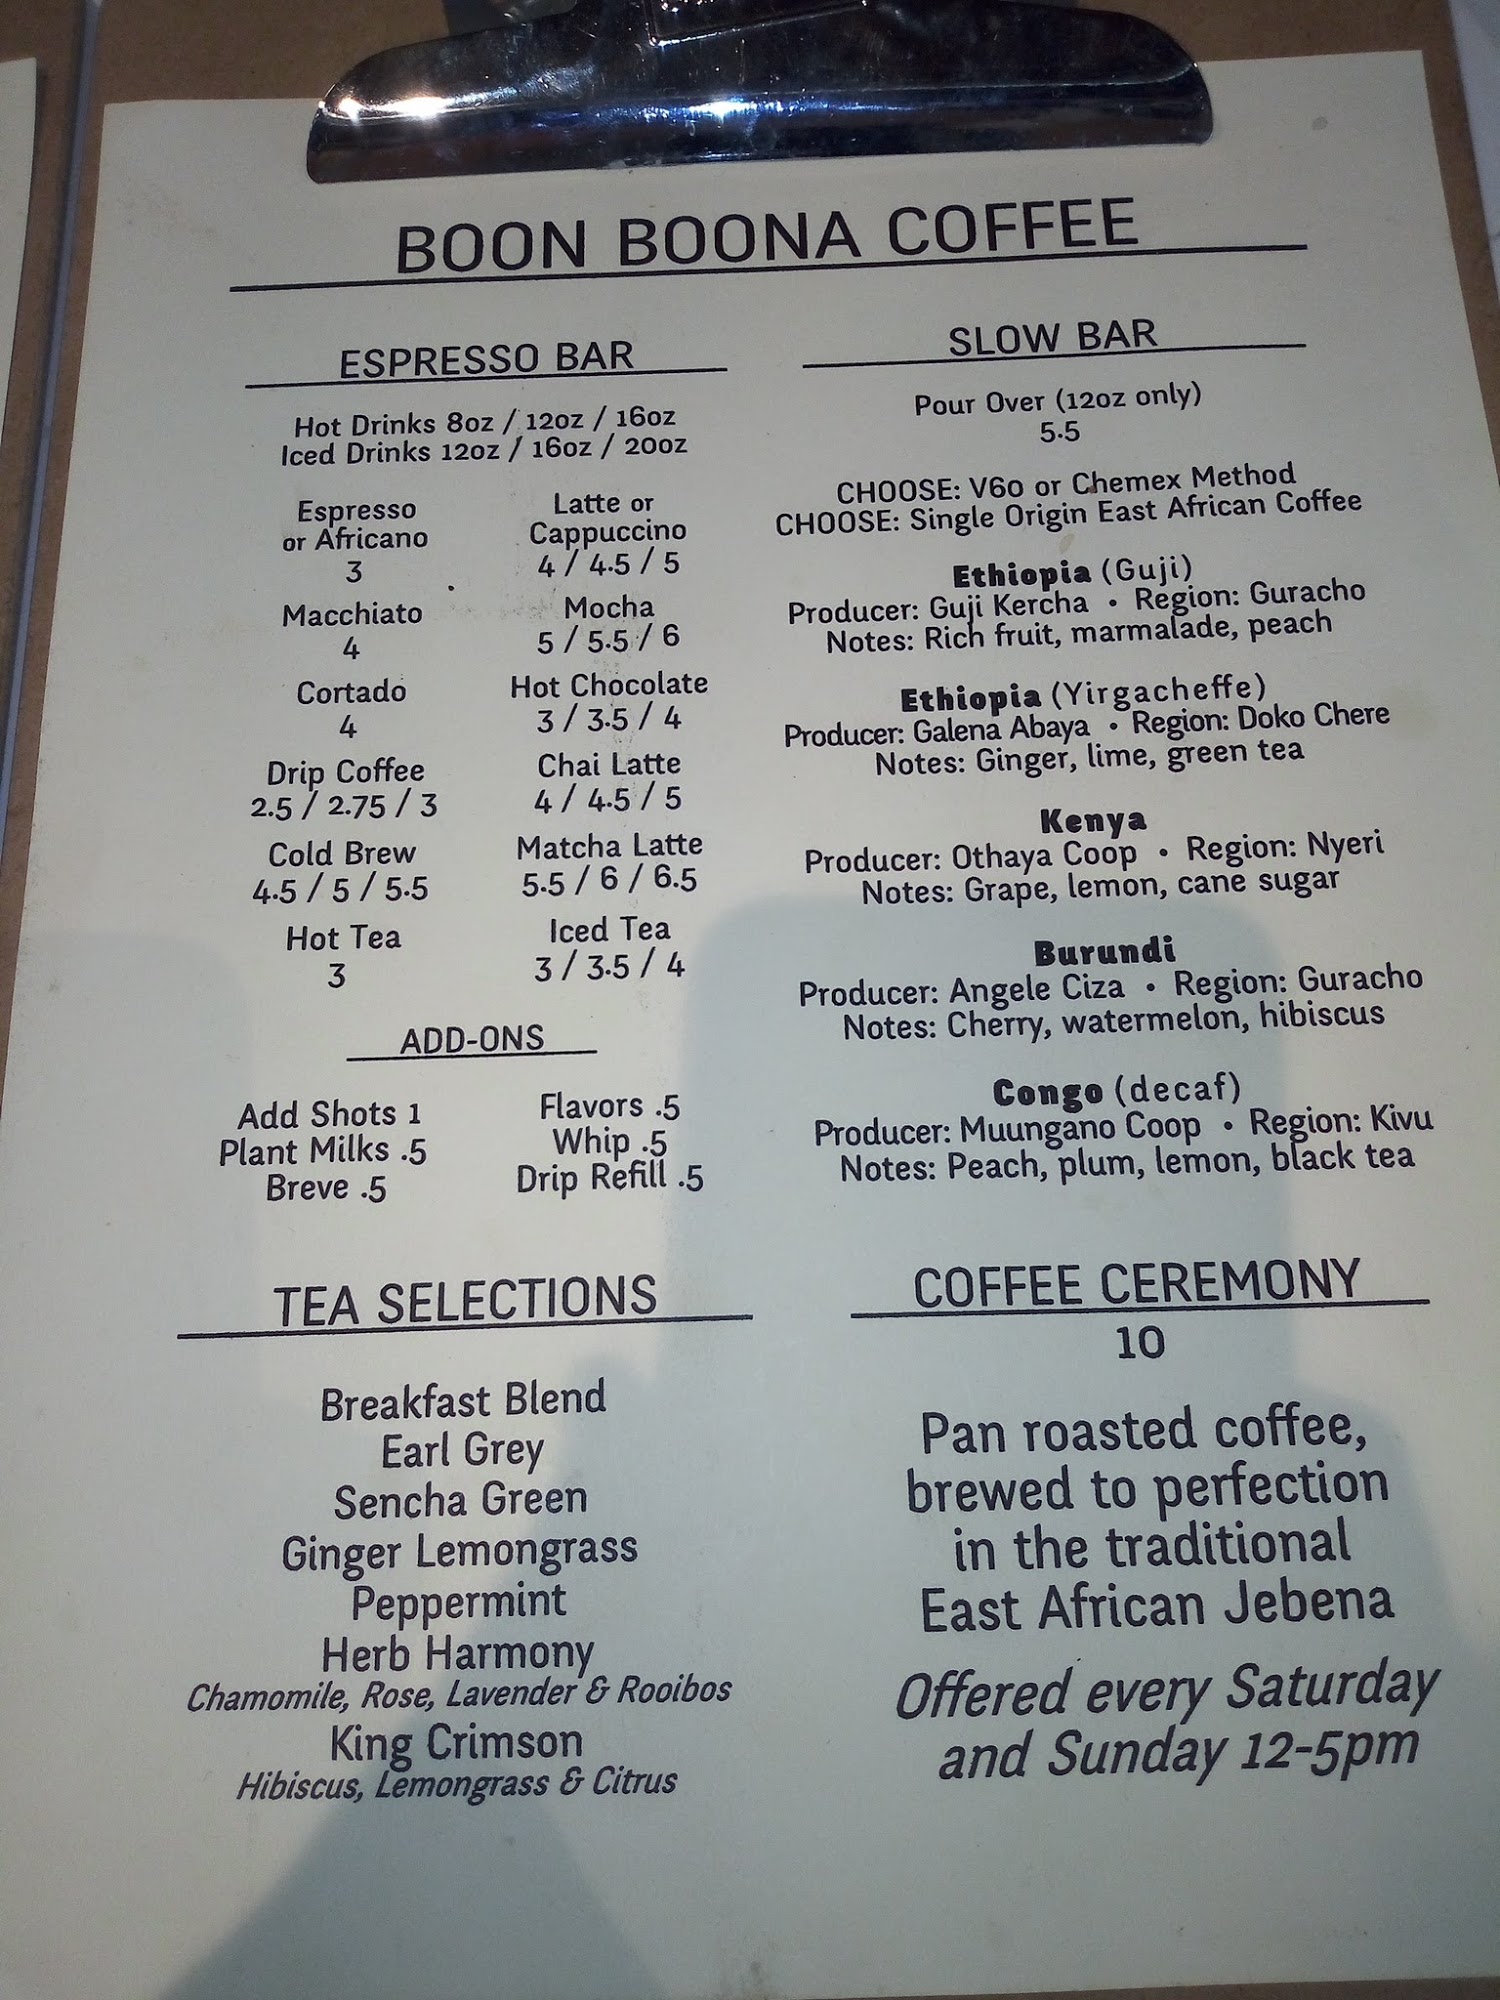 BOON BOONA COFFEE
ESPRESSO BAR
Hot Drinks 8oz / 12oz / 16oz
Iced Drinks 12oz / 16oz / 20oz
Espresso
or Africano
3
Latte or
Cappuccino
4 / 4.5 / 5
Macchiato
4
Mocha
5 / 5.5 / 6
Cortado
4
Hot Chocolate
3 / 3.5 / 4
Drip Coffee
2.5 / 2.75 / 3
Chai Latte
4 / 4.5 / 5
Cold Brew
4.5 / 5 / 5.5
Matcha Latte
5.5 / 6 / 6.5
Hot Tea
3
Iced Tea
3 / 3.5 / 4
ADD-ONS
Add Shots 1
Plant Milks .5
Breve .5
Flavors .5
Whip .5
Drip Refill .5
SLOW BAR
Pour Over (12oz only)
5.5
CHOOSE: V60 or Chemex Method
CHOOSE: Single Origin East African Coffee
Ethiopia (Guji)
Producer: Guji Kercha • Region: Guracho
Notes: Rich fruit, marmalade, peach
Ethiopia (Yirgacheffe)
Producer: Galena Abaya • Region: Doko Chere
Notes: Ginger, lime, green tea
Kenya
Producer: Othaya Coop • Region: Nyeri
Notes: Grape, lemon, cane sugar
Burundi
Producer: Angele Ciza • Region: Guracho
Notes: Cherry, watermelon, hibiscus
Congo (decaf)
Producer: Muungano Coop • Region: Kivu
Notes: Peach, plum, lemon, black tea
TEA SELECTIONS
Breakfast Blend
Earl Grey
Sencha Green
Ginger Lemongrass
Peppermint
Herb Harmony
Chamomile, Rose, Lavender & Rooibos
King Crimson
Hibiscus, Lemongrass & Citrus
COFFEE CEREMONY
10
Pan roasted coffee,
brewed to perfection
in the traditional
East African Jebena
Offered every Saturday
and Sunday 12-5pm